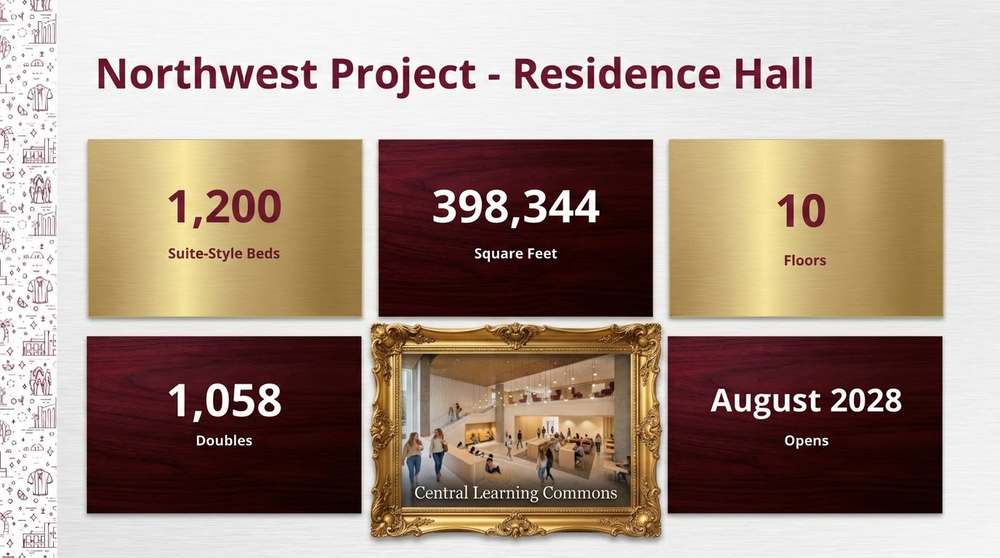 Northwest Project - Residence Hall
1,200
Suite-Style Beds
398,344
Square Feet
10
Floors
1,058
Doubles
Central Learning Commons
August 2028
Opens